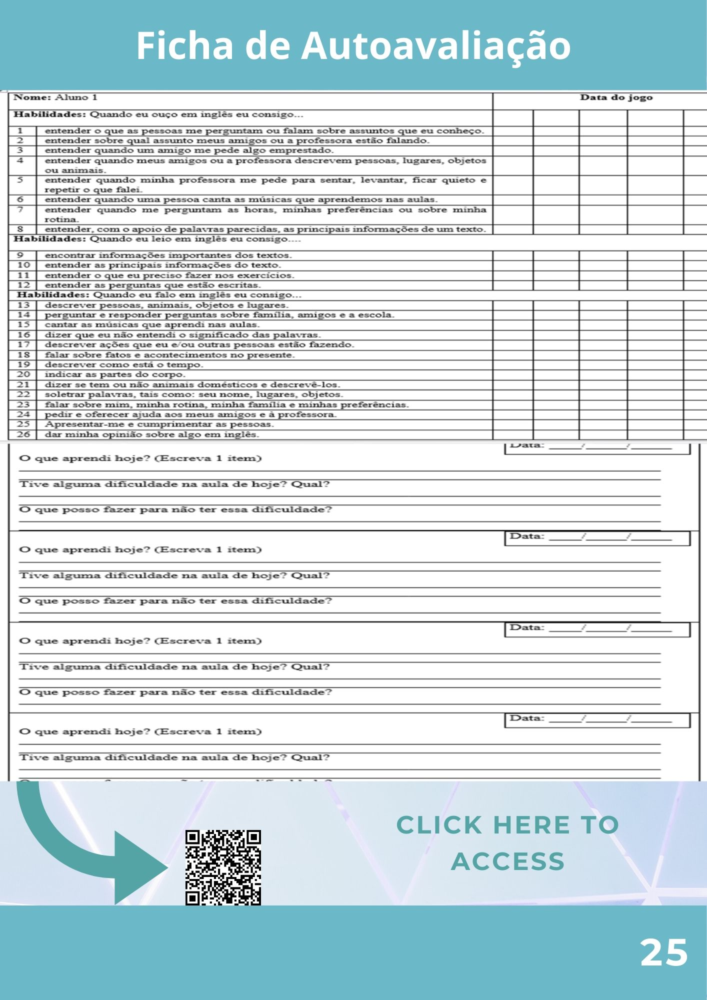 Ficha de Autoavaliação
Nome: Aluno 1
Data do jogo
Habilidades: Quando eu ouço em inglês eu consigo...
1 entender o que as pessoas me perguntam ou falam sobre assuntos que eu conheço.
2 entender sobre qual assunto meus amigos ou a professora estão falando.
3 entender quando um amigo me pede algo emprestado.
4 entender quando meus amigos ou a professora descrevem pessoas, lugares, objetos
ou animais.
5 entender quando minha professora me pede para sentar, levantar, ficar quieto e
repetir o que falei.
6 entender quando uma pessoa canta as músicas que aprendemos nas aulas.
7 entender quando me perguntam as horas, minhas preferências ou sobre minha
rotina.
8 entender, com o apoio de palavras parecidas, as principais informações de um texto.
Habilidades: Quando eu leio em inglês eu consigo....
9 encontrar informações importantes dos textos.
10 entender as principais informações do texto.
11 entender o que eu preciso fazer nos exercícios.
12 entender as perguntas que estão escritas.
Habilidades: Quando eu falo em inglês eu consigo...
13 descrever pessoas, animais, objetos e lugares.
14 perguntar e responder perguntas sobre família, amigos e a escola.
15 cantar as músicas que aprendi nas aulas.
16 dizer que eu não entendi o significado das palavras.
17 descrever ações que eu e/ou outras pessoas estão fazendo.
18 falar sobre fatos e acontecimentos no presente.
19 descrever como está o tempo.
20 indicar as partes do corpo.
21 dizer se tem ou não animais domésticos e descrevê-los.
22 soletrar palavras, tais como: seu nome, lugares, objetos.
23 falar sobre mim, minha rotina, minha família e minhas preferências.
24 pedir e oferecer ajuda aos meus amigos e à professora.
25 Apresentar-me e cumprimentar as pessoas.
26 dar minha opinião sobre algo em inglês.
Data: _____/______/______
O que aprendi hoje? (Escreva 1 item)
Tive alguma dificuldade na aula de hoje? Qual?
O que posso fazer para não ter essa dificuldade?
Data: _____/______/______
O que aprendi hoje? (Escreva 1 item)
Tive alguma dificuldade na aula de hoje? Qual?
O que posso fazer para não ter essa dificuldade?
Data: _____/______/______
O que aprendi hoje? (Escreva 1 item)
Tive alguma dificuldade na aula de hoje? Qual?
O que posso fazer para não ter essa dificuldade?
Data: _____/______/______
O que aprendi hoje? (Escreva 1 item)
Tive alguma dificuldade na aula de hoje? Qual?
CLICK HERE TO
ACCESS
25